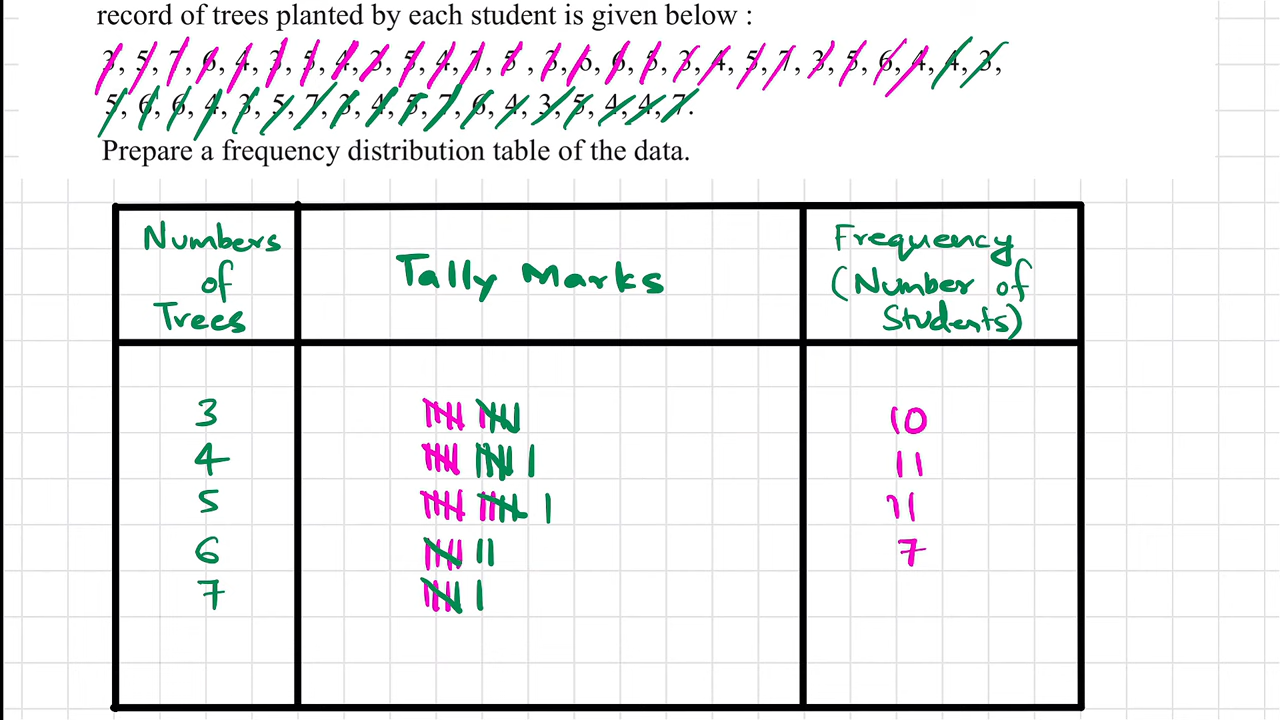 record of trees planted by each student is given below :
3, 5, 7, 6, 4, 3, 5, 4, 3, 5, 4, 7, 5, 3, 6, 6, 5, 3, 4, 5, 7, 3, 5, 6, 4, 4, 3,
5, 6, 6, 4, 3, 5, 7, 3, 4, 5, 7, 6, 4, 3, 5, 4, 4, 7.
Prepare a frequency distribution table of the data.
Numbers
of
Trees
Tally Marks
Frequency
(Number of
Students)
3 10
4 11
5 11
6 7
7